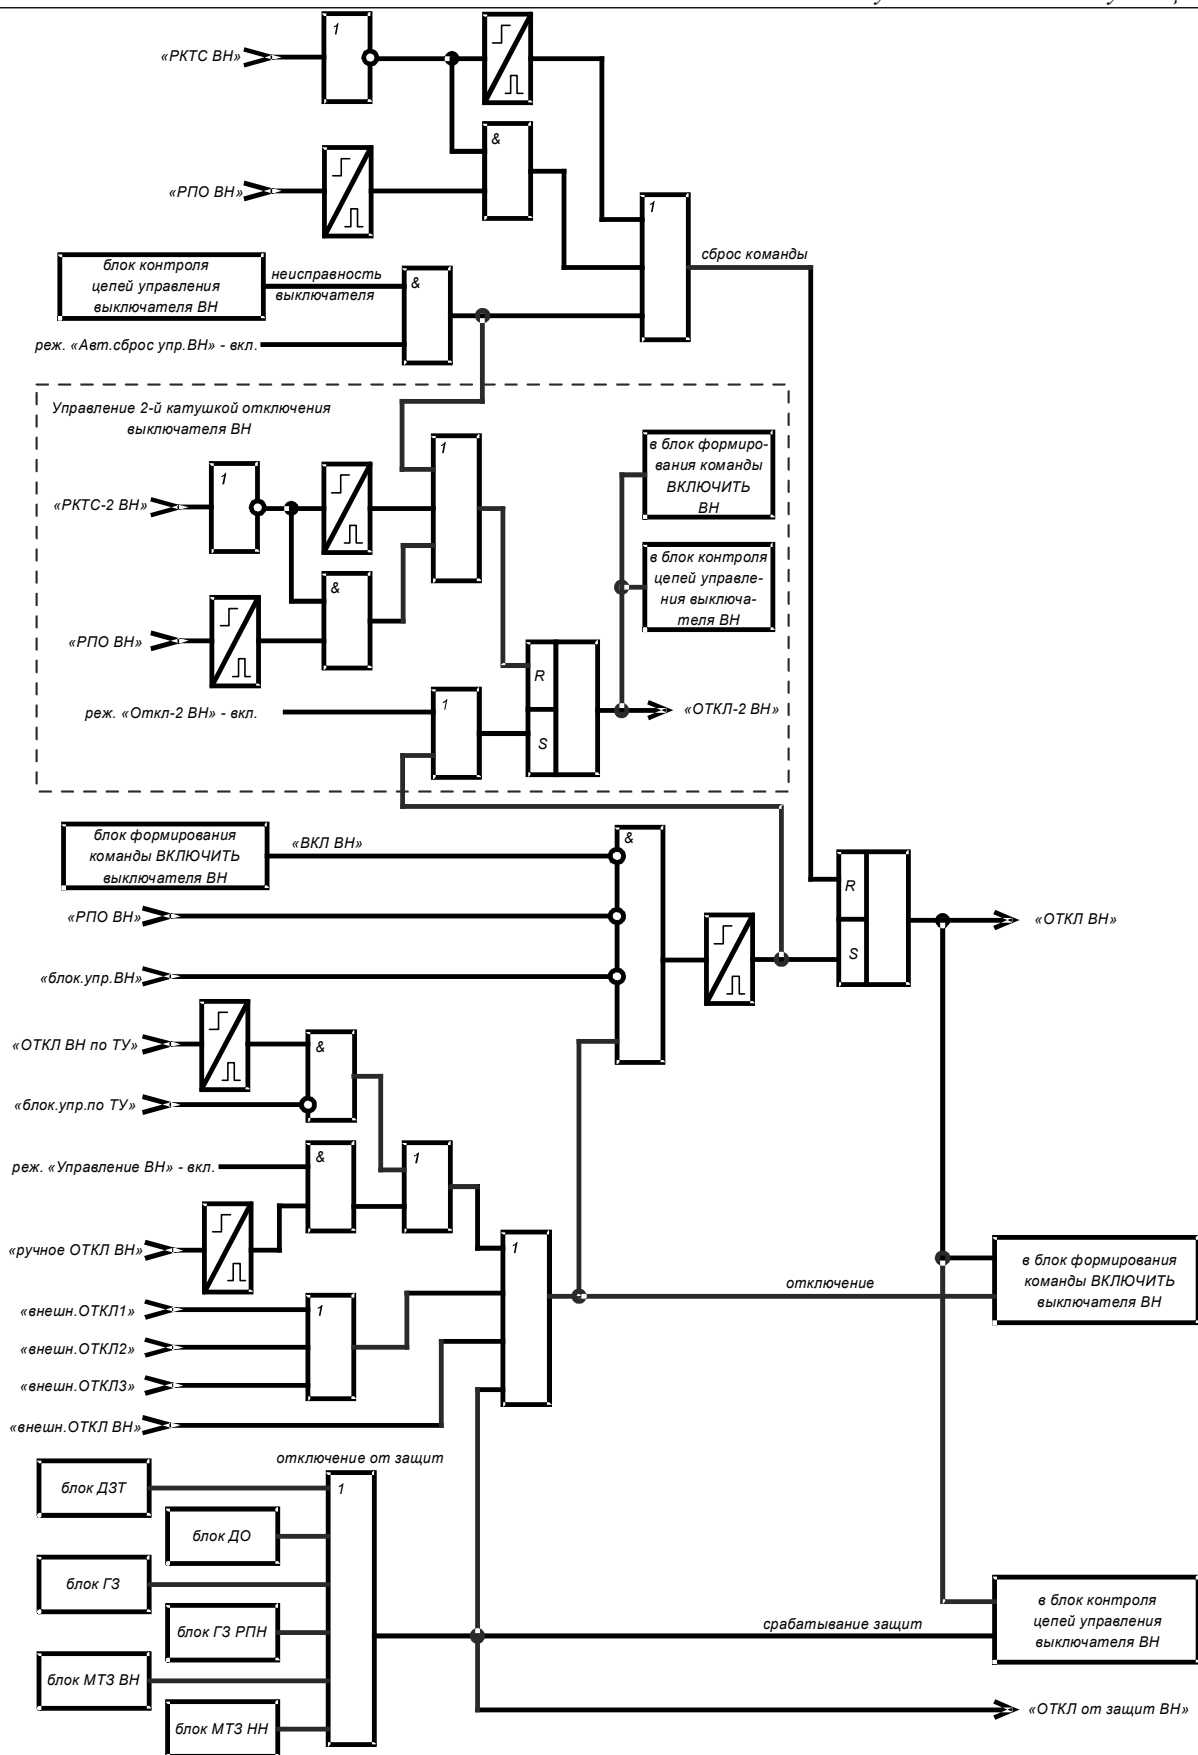 «РКТС ВН»
1
«РПО ВН»
&
1
сброс команды
блок контроля
цепей управления
выключателя ВН
неисправность
выключателя
&
реж. «Авт.сброс упр.ВН» - вкл.
Управление 2-й катушкой отключения
выключателя ВН
1
в блок формиро-
вания команды
ВКЛЮЧИТЬ
ВН
«РКТС-2 ВН»
1
в блок контроля
цепей управле-
ния выключа-
теля ВН
&
«РПО ВН»
R
S
реж. «Откл-2 ВН» - вкл.
1
«ОТКЛ-2 ВН»
блок формирования
команды ВКЛЮЧИТЬ
выключателя ВН
«ВКЛ ВН»
&
R
S
«РПО ВН»
«ОТКЛ ВН»
«блок.упр.ВН»
«ОТКЛ ВН по ТУ»
&
«блок.упр.по ТУ»
реж. «Управление ВН» - вкл.
&
1
«ручное ОТКЛ ВН»
1
в блок формирования
команды ВКЛЮЧИТЬ
выключателя ВН
отключение
«внешн.ОТКЛ1»
1
«внешн.ОТКЛ2»
«внешн.ОТКЛ3»
«внешн.ОТКЛ ВН»
отключение от защит
блок ДЗТ
1
блок ДО
блок ГЗ
блок ГЗ РПН
срабатывание защит
в блок контроля
цепей управления
выключателя ВН
блок МТЗ ВН
блок МТЗ НН
«ОТКЛ от защит ВН»